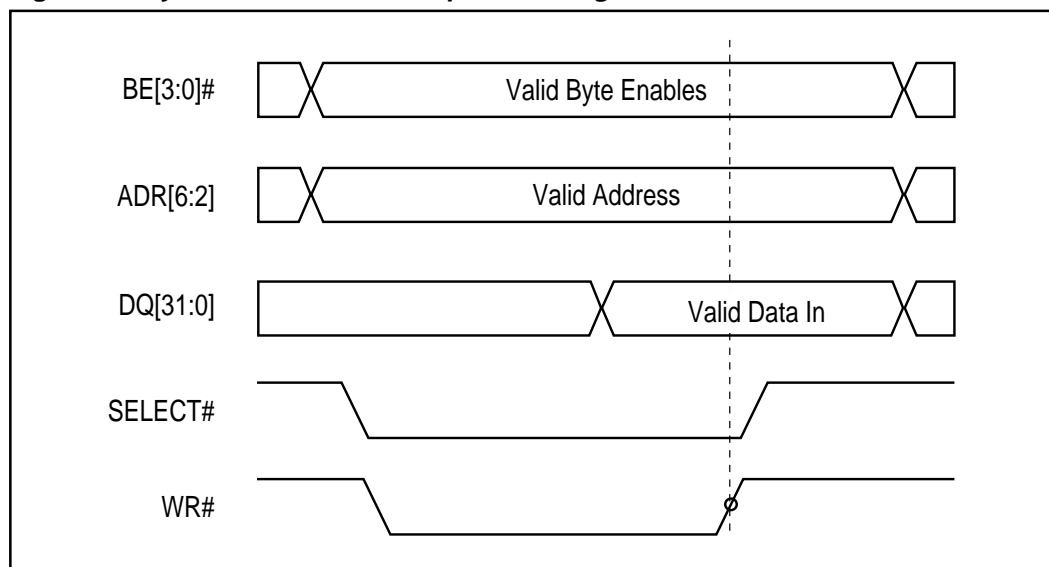 BE[3:0]#
Valid Byte Enables
ADR[6:2]
Valid Address
DQ[31:0]
Valid Data In
SELECT#
WR#